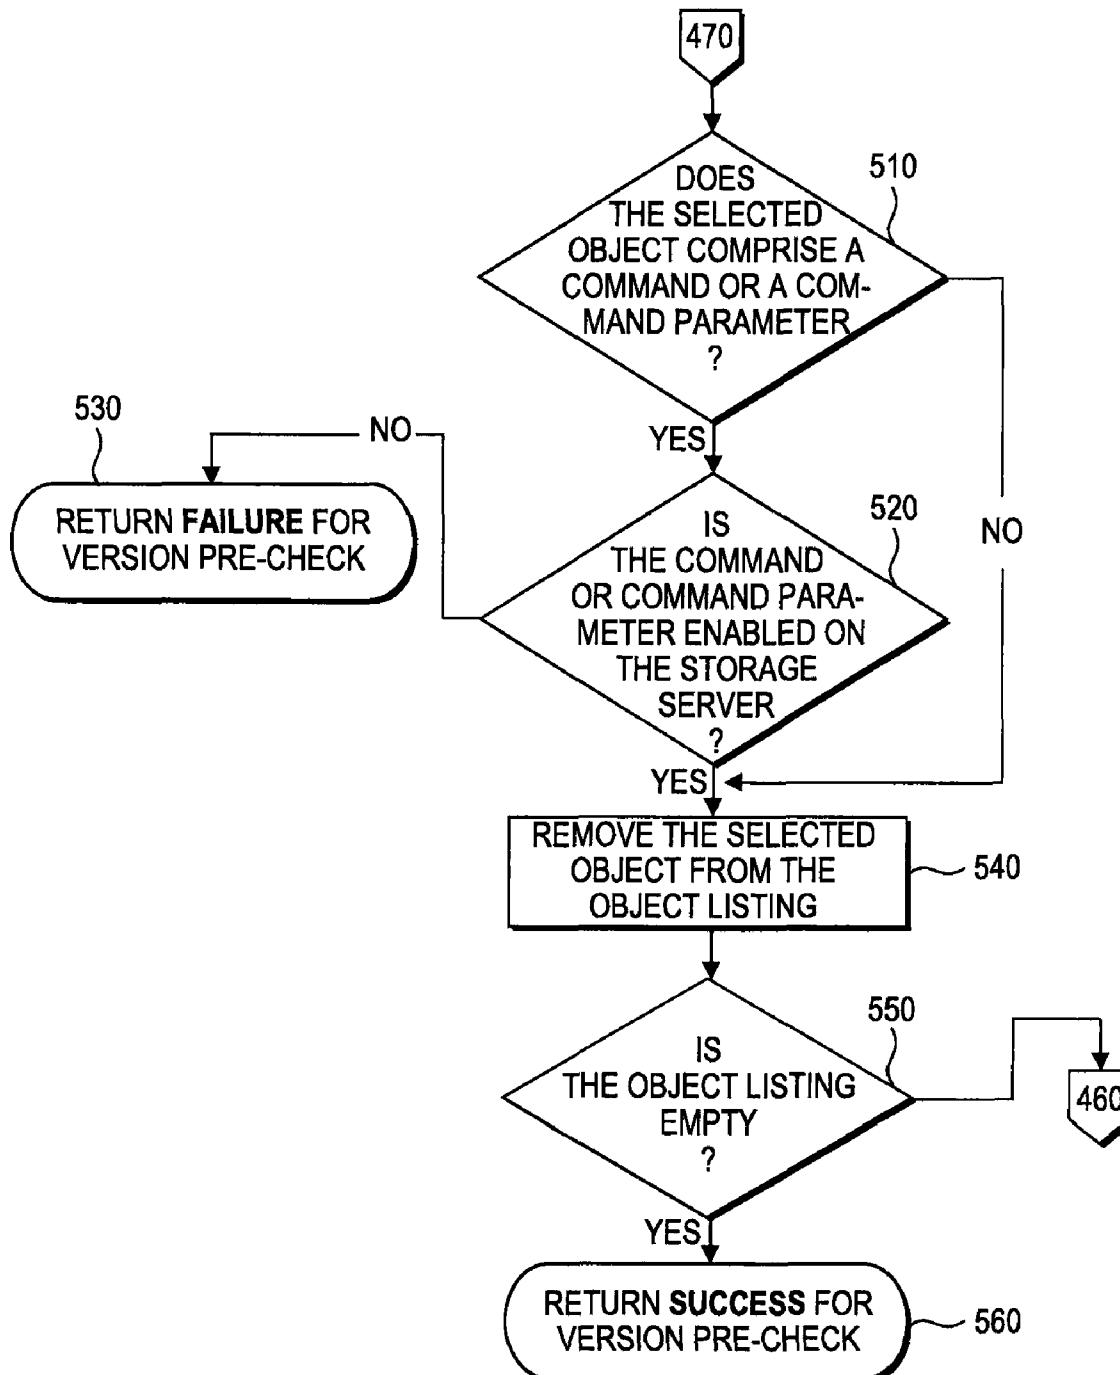 470
510
DOES
THE SELECTED
OBJECT COMPRISE A
COMMAND OR A COM-
MAND PARAMETER
?
530
NO
YES
RETURN FAILURE FOR
VERSION PRE-CHECK
520
IS
THE COMMAND
OR COMMAND PARA-
METER ENABLED ON
THE STORAGE
SERVER
?
NO
YES
REMOVE THE SELECTED
OBJECT FROM THE
OBJECT LISTING
540
550
IS
THE OBJECT LISTING
EMPTY
?
460
YES
RETURN SUCCESS FOR
VERSION PRE-CHECK
560